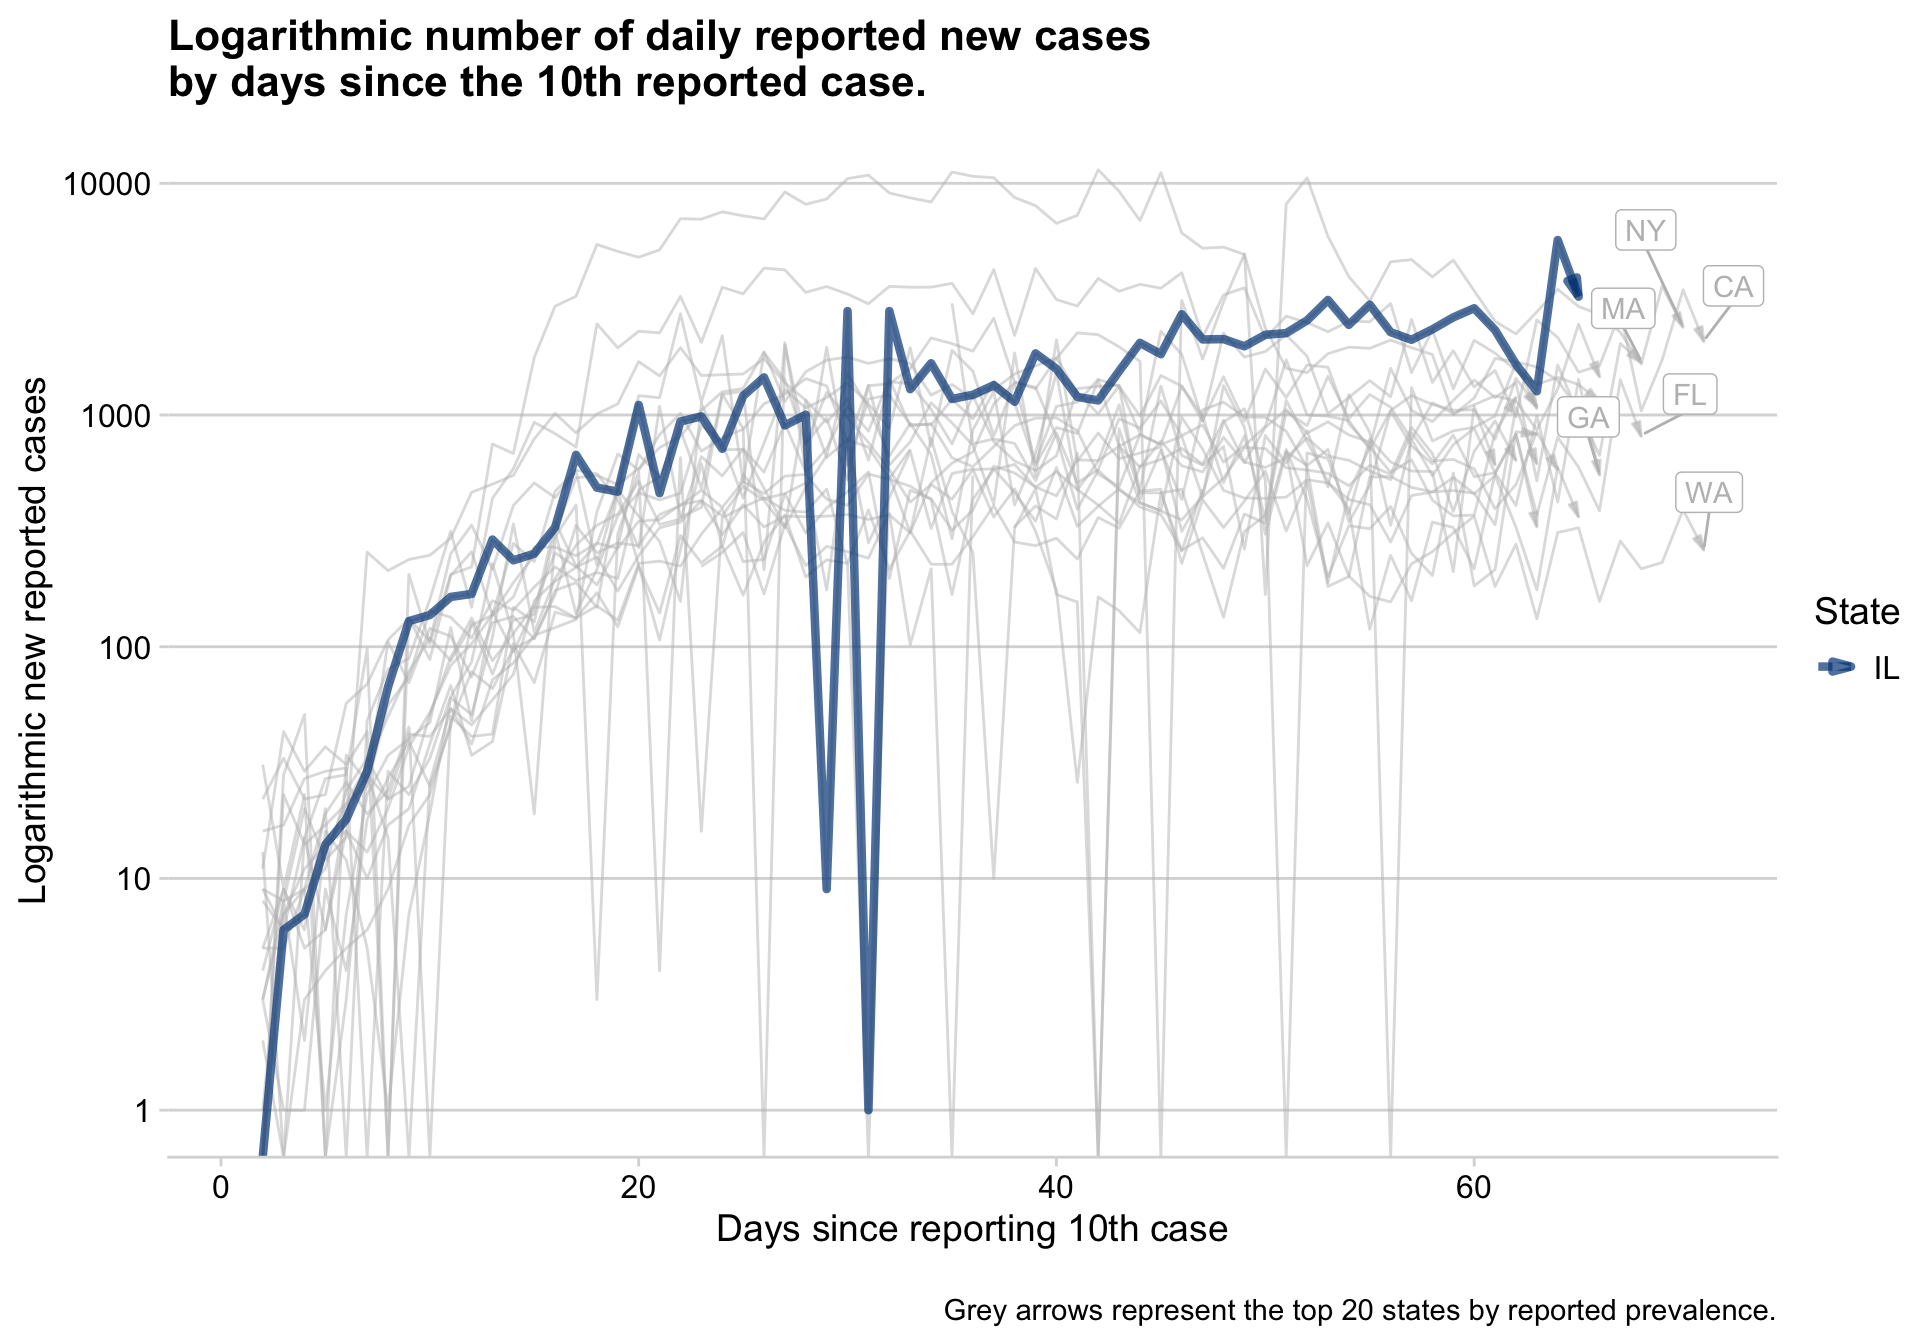 Logarithmic number of daily reported new cases
by days since the 10th reported case.
10000
1000
100
10
1
Logarithmic new reported cases
NY
CA
MA
FL
GA
WA
State
IL
0
20
40
60
Days since reporting 10th case
Grey arrows represent the top 20 states by reported prevalence.